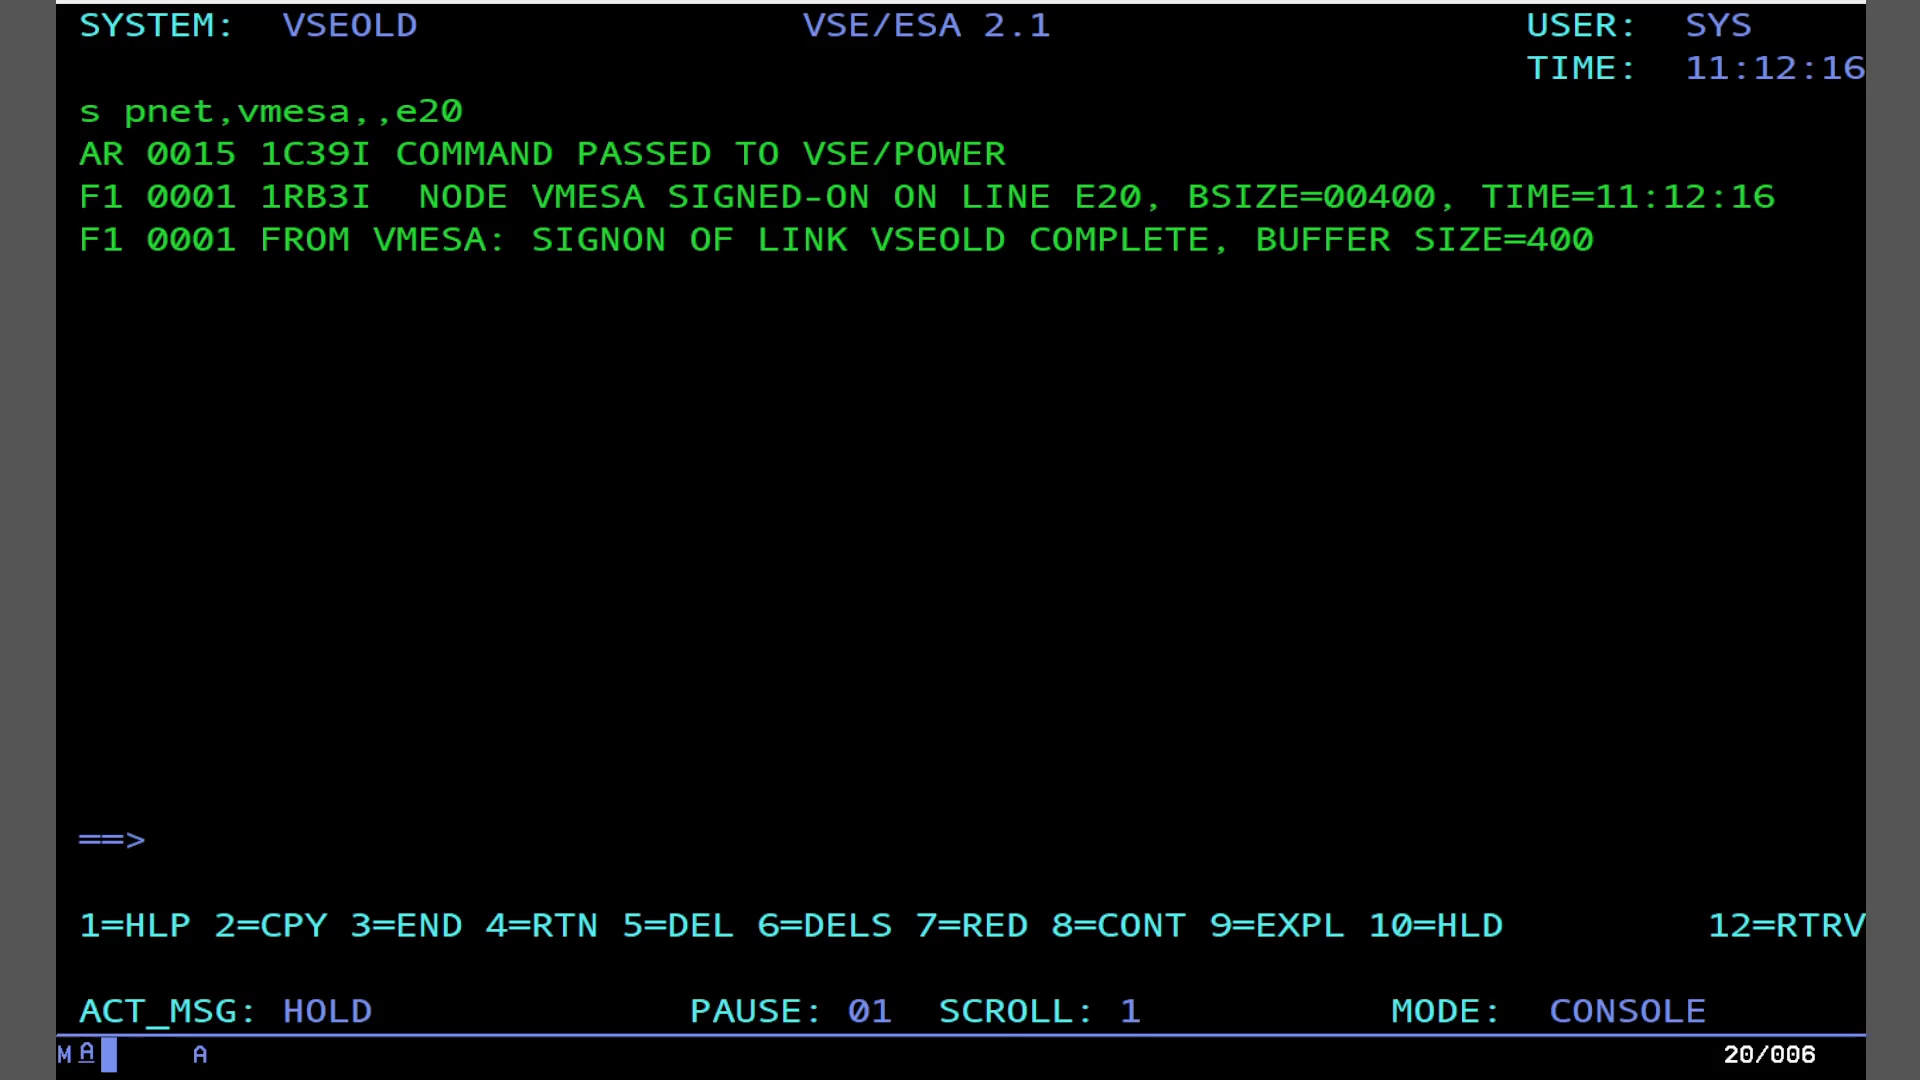 SYSTEM:  VSEOLD                 VSE/ESA 2.1                     USER:  SYS
TIME:  11:12:16
s pnet,vmesa,,e20
AR 0015 1C39I COMMAND PASSED TO VSE/POWER
F1 0001 1RB3I  NODE VMESA SIGNED-ON ON LINE E20, BSIZE=00400, TIME=11:12:16
F1 0001 FROM VMESA: SIGNON OF LINK VSEOLD COMPLETE, BUFFER SIZE=400
==>
1=HLP 2=CPY 3=END 4=RTN 5=DEL 6=DELS 7=RED 8=CONT 9=EXPL 10=HLD         12=RTRV
ACT_MSG: HOLD              PAUSE: 01  SCROLL: 1           MODE:  CONSOLE
M A    A    20/006